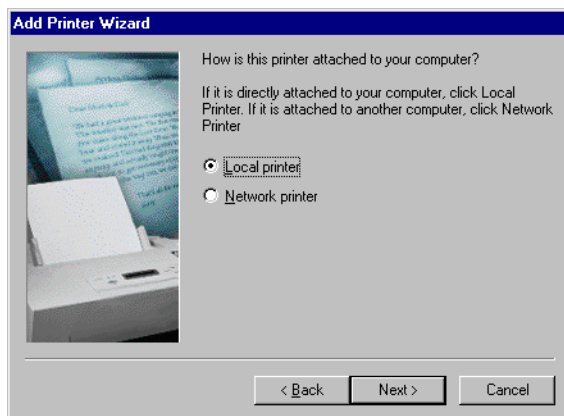 Add Printer Wizard
How is this printer attached to your computer?
If it is directly attached to your computer, click Local
Printer. If it is attached to another computer, click Network
Printer
Local printer
Network printer
< Back
Next >
Cancel